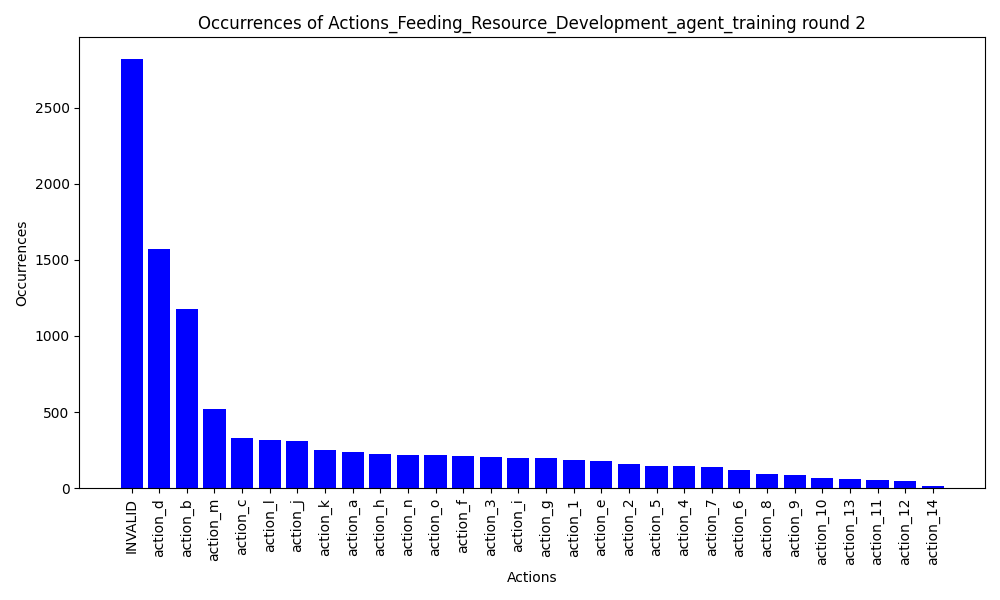 Occurrences of Actions_Feeding_Resource_Development_agent_training round 2
Occurrences
2500
2000
1500
1000
500
0
INVALID
action_d
action_b
action_m
action_c
action_l
action_j
action_k
action_a
action_h
action_n
action_o
action_f
action_3
action_i
action_g
action_1
action_e
action_2
action_5
action_4
action_7
action_6
action_8
action_9
action_10
action_13
action_11
action_12
action_14
Actions